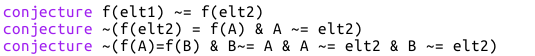 conjecture f(elt1) ~= f(elt2)
conjecture ~(f(elt2) = f(A) & A ~= elt2)
conjecture ~(f(A)=f(B) & B~= A & A ~= elt2 & B ~= elt2)